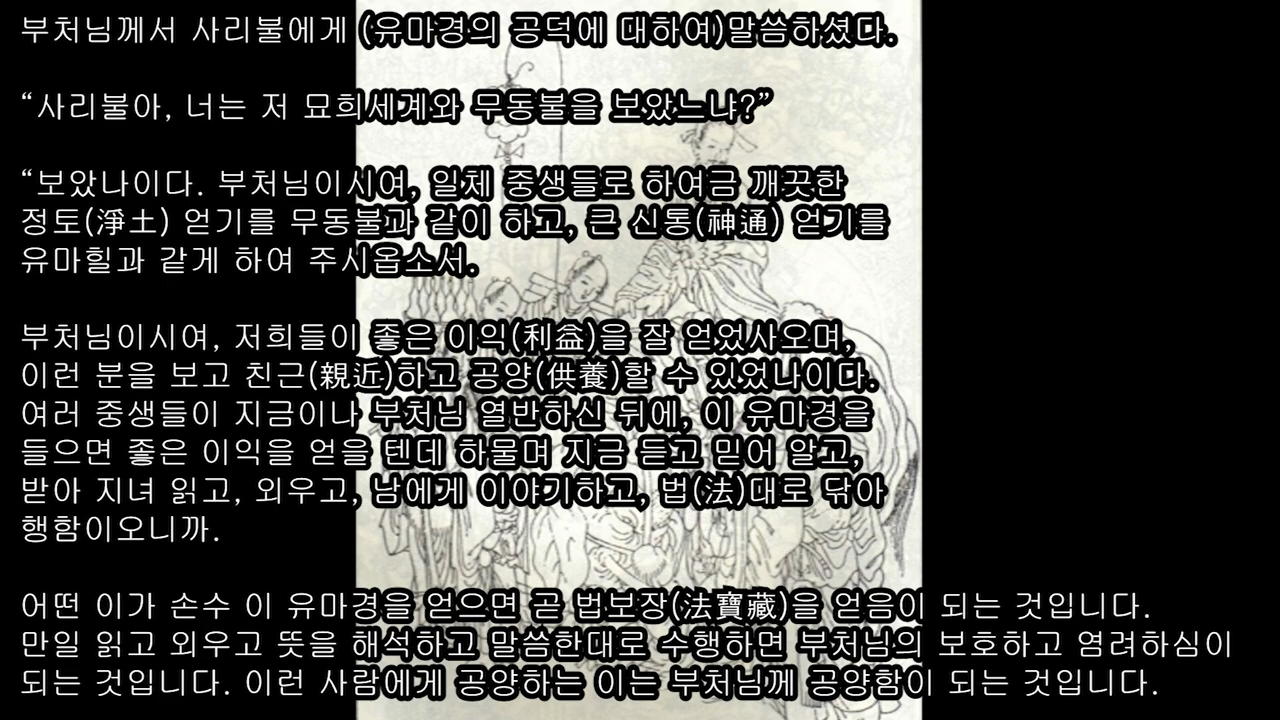 부처님께서 사리불에게 (유마경의 공덕에 대하여)말씀하셨다.
“사리불아, 너는 저 묘희세계와 무동불을 보았느냐?”
“보았나이다. 부처님이시여, 일체 중생들로 하여금 깨끗한
정토(淨土) 얻기를 무동불과 같이 하고, 큰 신통(神通) 얻기를
유마힐과 같게 하여 주시옵소서.
부처님이시여, 저희들이 좋은 이익(利益)을 잘 얻었사오며,
이런 분을 보고 친근(親近)하고 공양(供養)할 수 있었나이다.
여러 중생들이 지금이나 부처님 열반하신 뒤에, 이 유마경을
들으면 좋은 이익을 얻을 텐데 하물며 지금 듣고 믿어 알고,
받아 지녀 읽고, 외우고, 남에게 이야기하고, 법(法)대로 닦아
행함이오니까.
어떤 이가 손수 이 유마경을 얻으면 곧 법보장(法寶藏)을 얻음이 되는 것입니다.
만일 읽고 외우고 뜻을 해석하고 말씀한대로 수행하면 부처님의 보호하고 염려하심이
되는 것입니다. 이런 사람에게 공양하는 이는 부처님께 공양함이 되는 것입니다.